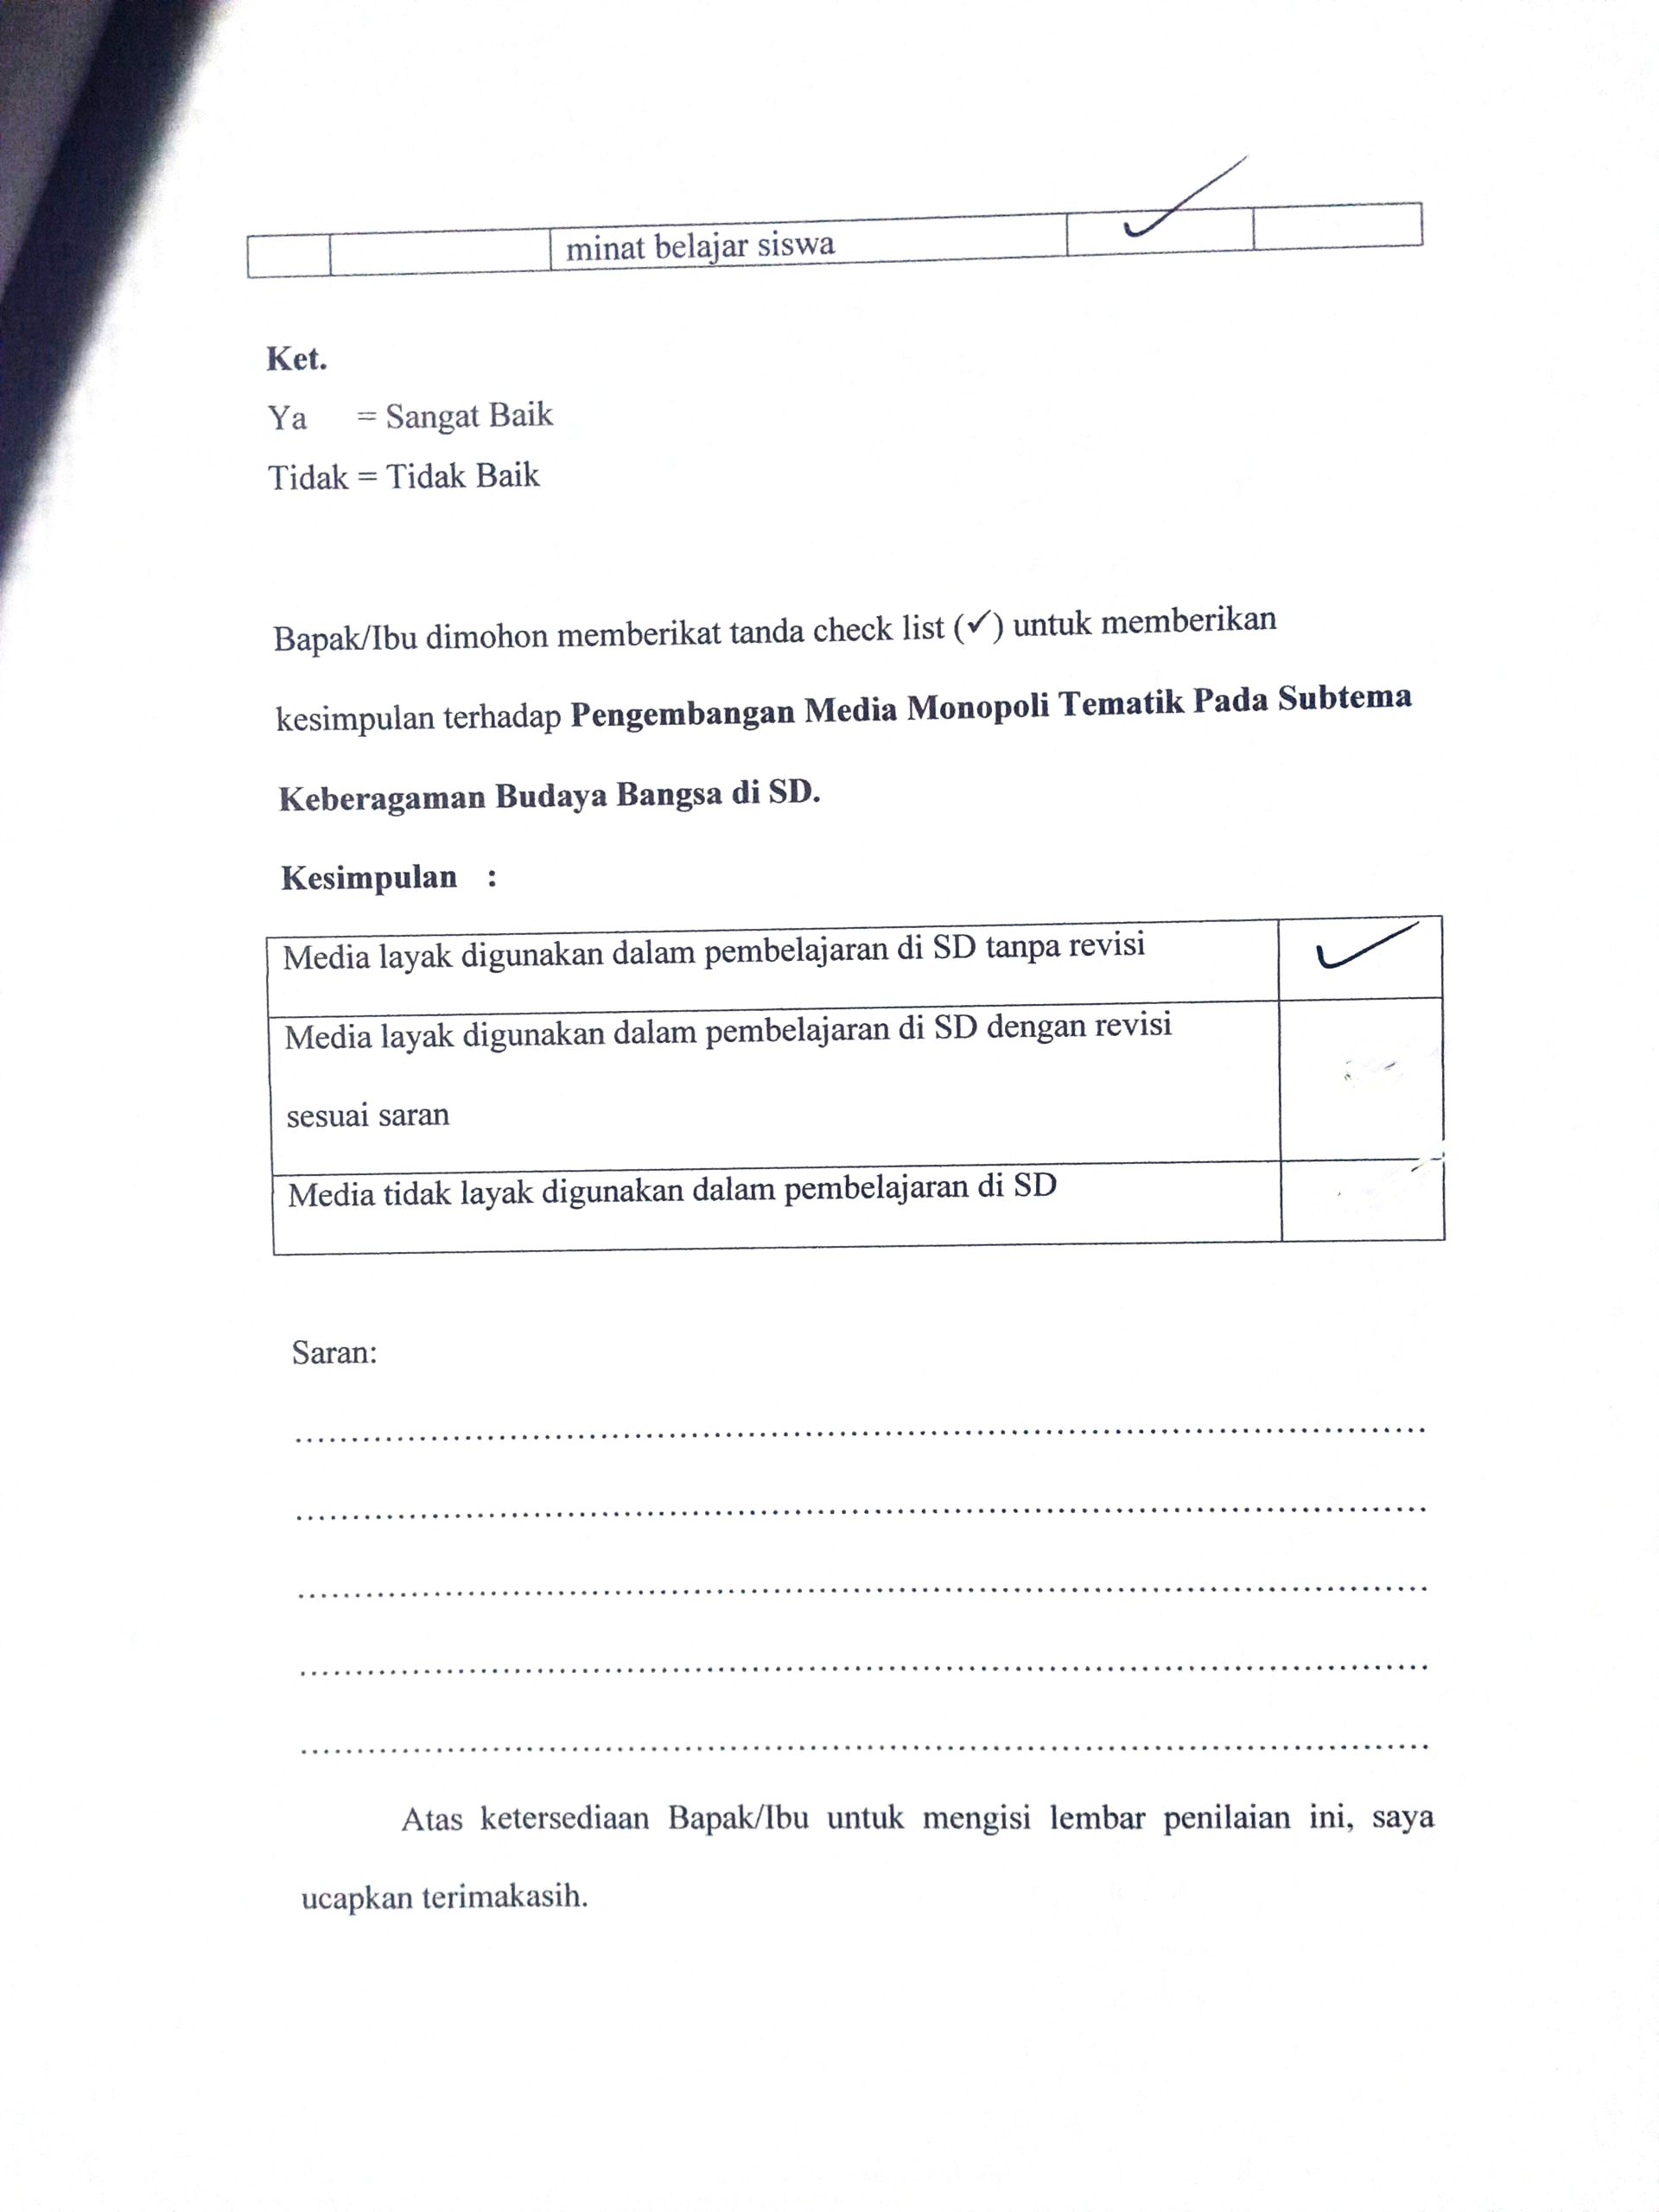 minat belajar siswa ✓
Ket.
Ya = Sangat Baik
Tidak = Tidak Baik
Bapak/Ibu dimohon memberikat tanda check list (✓) untuk memberikan
kesimpulan terhadap Pengembangan Media Monopoli Tematik Pada Subtema
Keberagaman Budaya Bangsa di SD.
Kesimpulan :
Media layak digunakan dalam pembelajaran di SD tanpa revisi ✓
Media layak digunakan dalam pembelajaran di SD dengan revisi
sesuai saran
Media tidak layak digunakan dalam pembelajaran di SD
Saran:
Atas ketersediaan Bapak/Ibu untuk mengisi lembar penilaian ini, saya
ucapkan terimakasih.